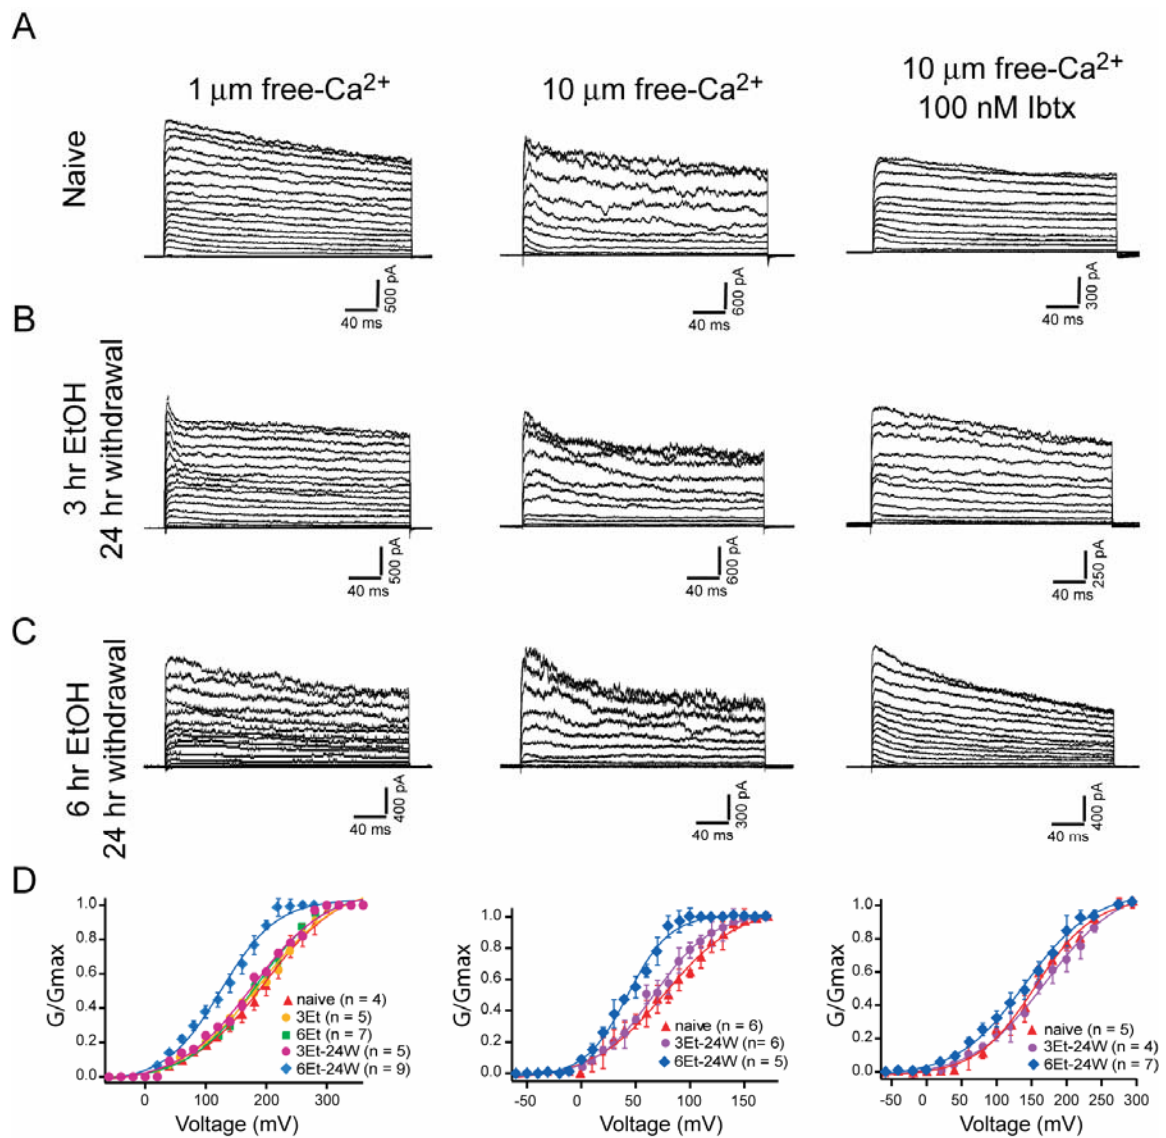 A
1 μm free-Ca2+
10 μm free-Ca2+
10 μm free-Ca2+
100 nM Ibtx
Naive
500 pA
40 ms
600 pA
40 ms
300 pA
40 ms
B
3 hr EtOH
24 hr withdrawal
500 pA
40 ms
600 pA
40 ms
250 pA
40 ms
C
6 hr EtOH
24 hr withdrawal
400 pA
40 ms
300 pA
40 ms
400 pA
40 ms
D
G/Gmax
1.0
0.8
0.6
0.4
0.2
0.0
naive (n = 4)
3Et (n = 5)
6Et (n = 7)
3Et-24W (n = 5)
6Et-24W (n = 9)
0 100 200 300
Voltage (mV)
G/Gmax
1.0
0.8
0.6
0.4
0.2
0.0
naive (n = 6)
3Et-24W (n= 6)
6Et-24W (n = 5)
-50 0 50 100 150
Voltage (mV)
G/Gmax
1.0
0.8
0.6
0.4
0.2
0.0
naive (n = 5)
3Et-24W (n = 4)
6Et-24W (n = 7)
-50 0 50 100 150 200 250 300
Voltage (mV)